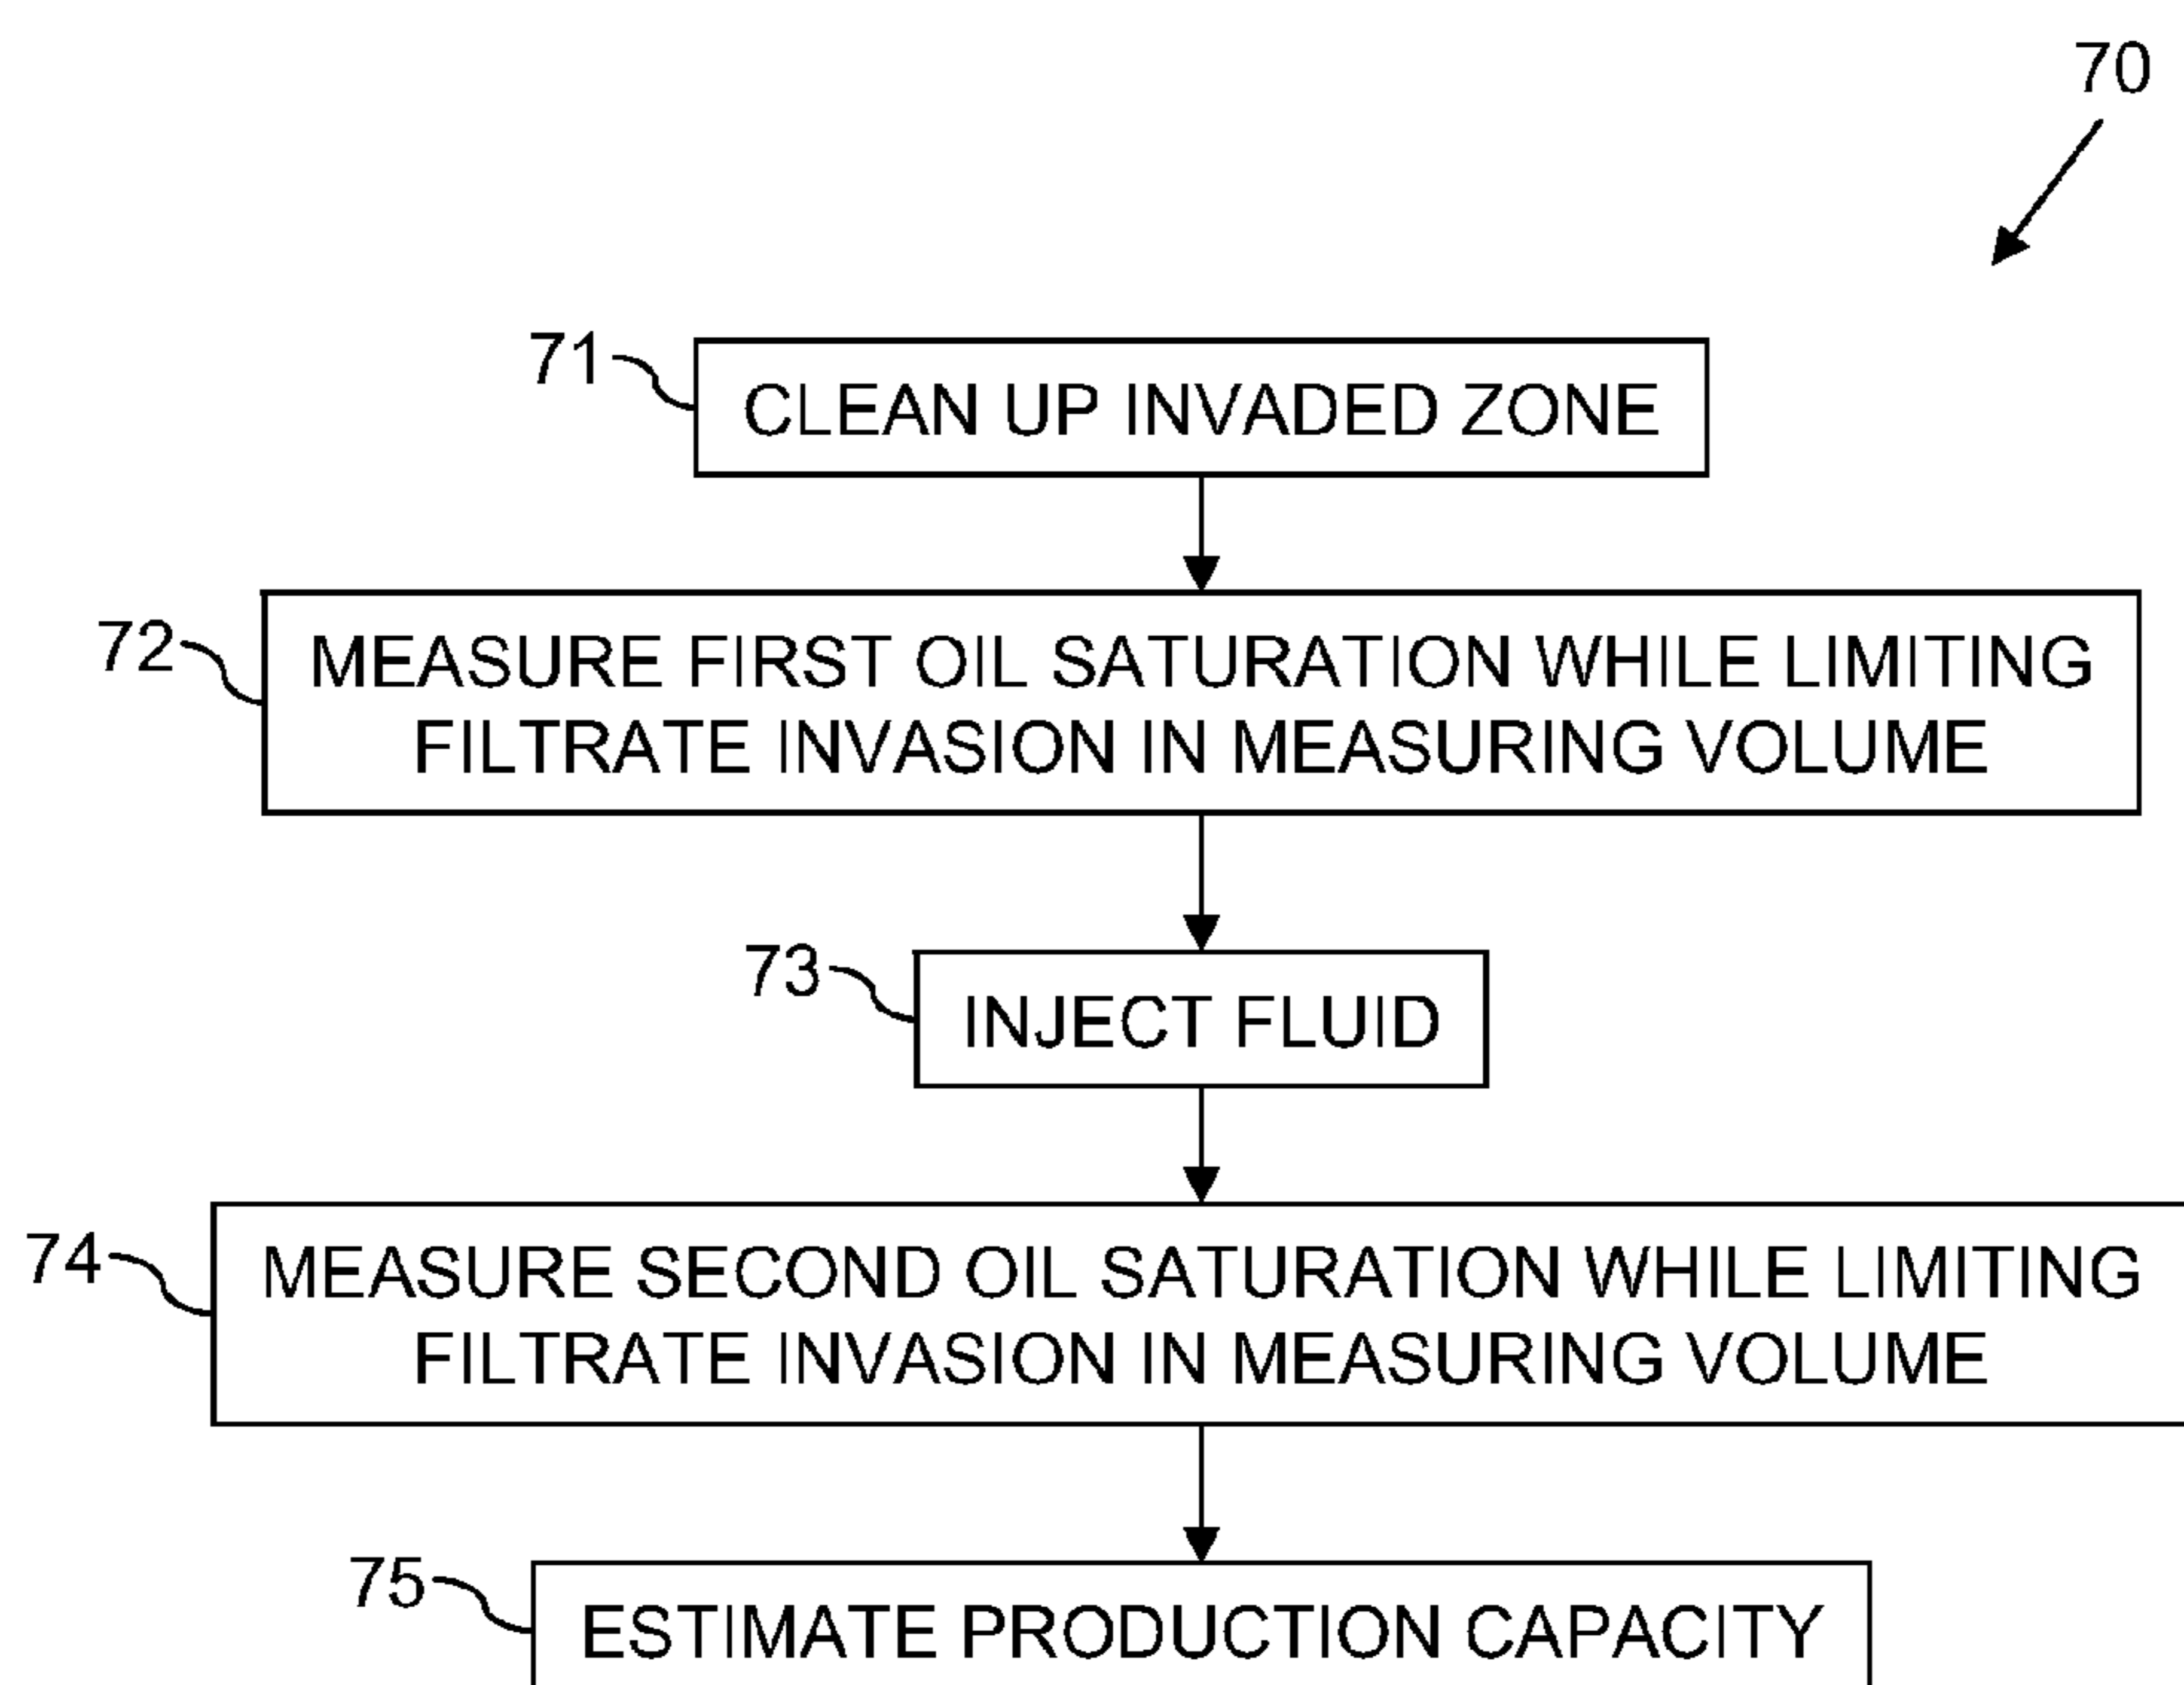 70
71
CLEAN UP INVADED ZONE
72
MEASURE FIRST OIL SATURATION WHILE LIMITING
FILTRATE INVASION IN MEASURING VOLUME
73
INJECT FLUID
74
MEASURE SECOND OIL SATURATION WHILE LIMITING
FILTRATE INVASION IN MEASURING VOLUME
75
ESTIMATE PRODUCTION CAPACITY